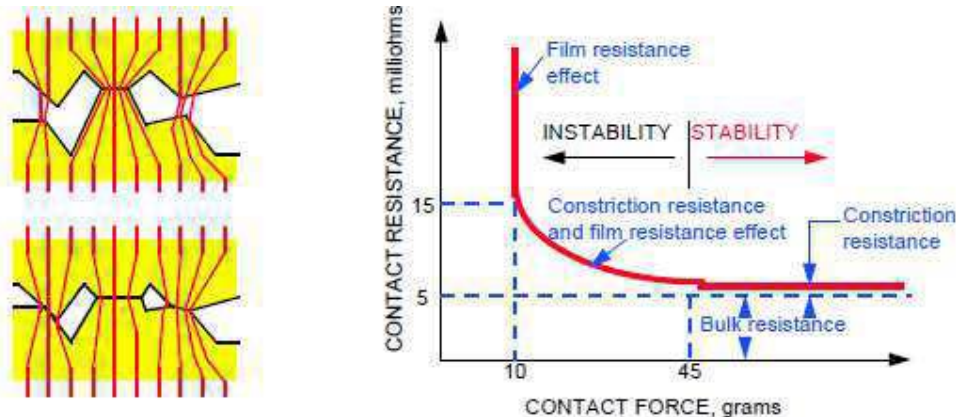 CONTACT RESISTANCE, milliohms
Film resistance
effect
INSTABILITY
STABILITY
15
Constriction resistance
and film resistance effect
Constriction
resistance
5
Bulk resistance
10
45
CONTACT FORCE, grams